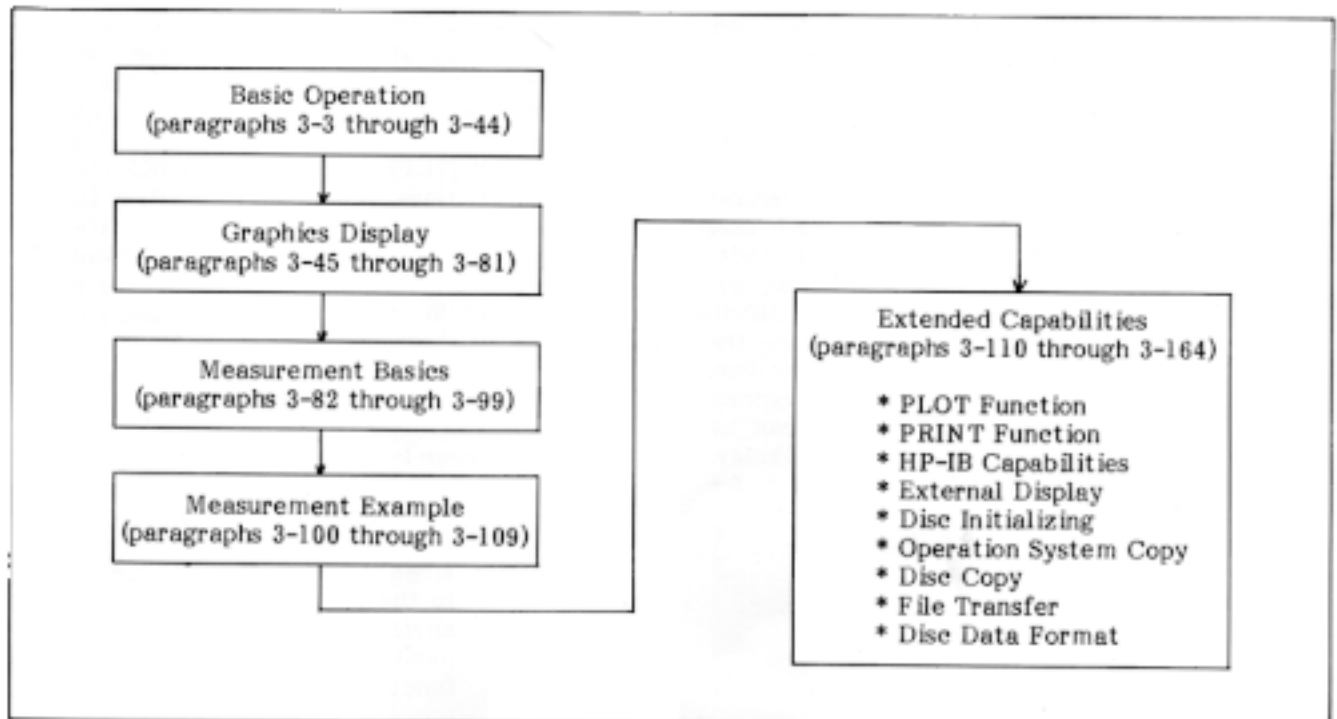 Basic Operation
(paragraphs 3-3 through 3-44)
Graphics Display
(paragraphs 3-45 through 3-81)
Measurement Basics
(paragraphs 3-82 through 3-99)
Measurement Example
(paragraphs 3-100 through 3-109)
Extended Capabilities
(paragraphs 3-110 through 3-164)
* PLOT Function
* PRINT Function
* HP-IB Capabilities
* External Display
* Disc Initializing
* Operation System Copy
* Disc Copy
* File Transfer
* Disc Data Format